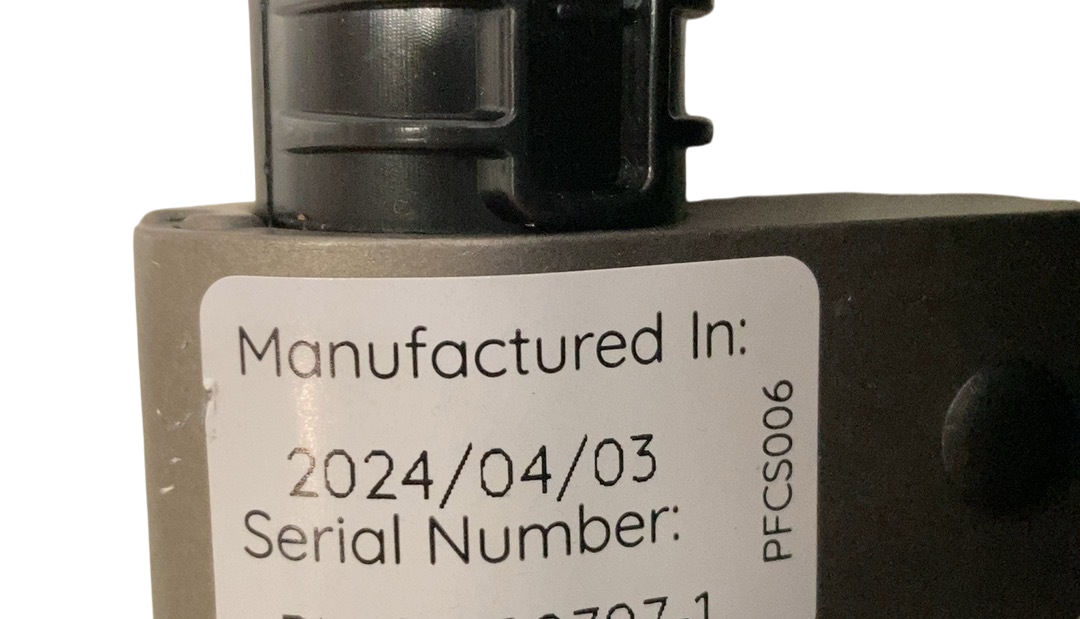 Manufactured In:
2024/04/03
Serial Number:
PFCS006